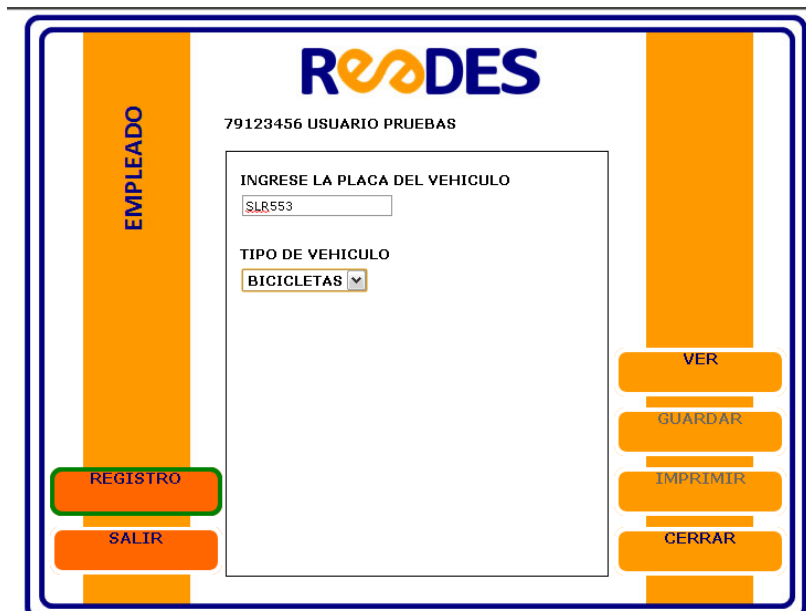 ReeDES
EMPLEADO
79123456 USUARIO PRUEBAS
INGRESE LA PLACA DEL VEHICULO
SLR553
TIPO DE VEHICULO
BICICLETAS
REGISTRO
SALIR
VER
GUARDAR
IMPRIMIR
CERRAR